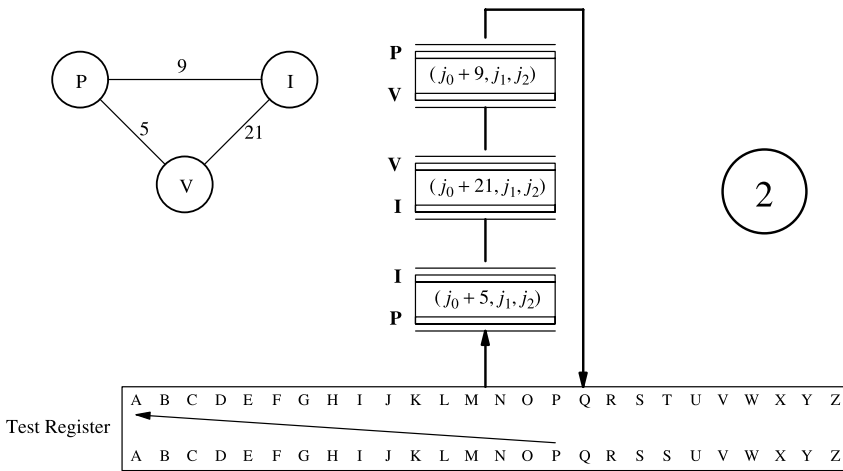 P
9
I
5
21
V
P
(j₀ + 9, j₁, j₂)
V
V
(j₀ + 21, j₁, j₂)
I
2
I
(j₀ + 5, j₁, j₂)
P
A B C D E F G H I J K L M N O P Q R S T U V W X Y Z
Test Register
A B C D E F G H I J K L M N O P Q R S S U V W X Y Z